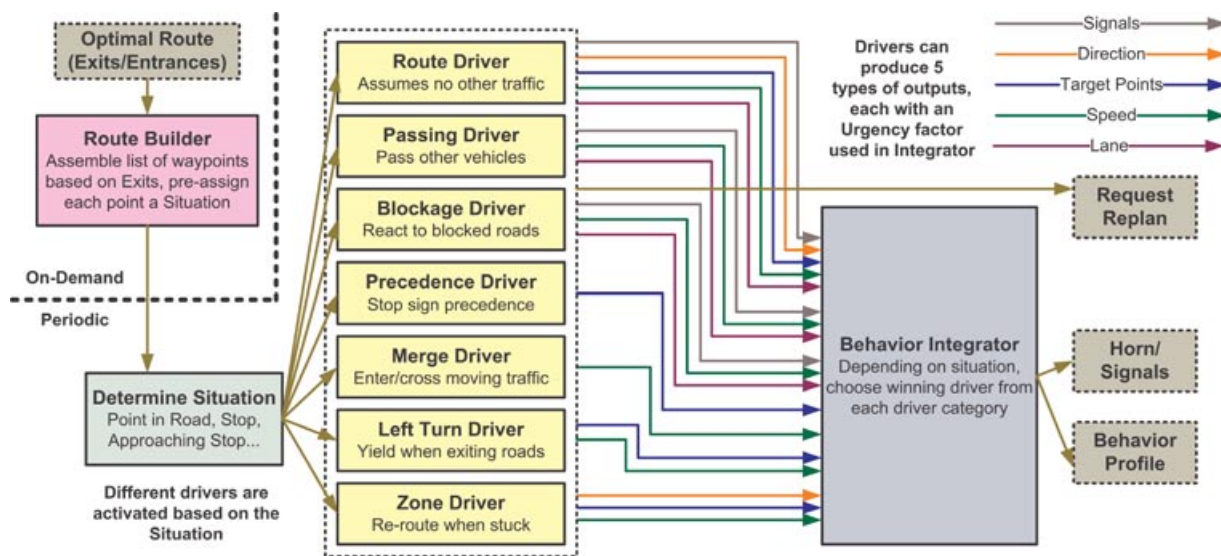 Optimal Route
(Exits/Entrances)
Route Builder
Assemble list of waypoints
based on Exits, pre-assign
each point a Situation
On-Demand
Periodic
Determine Situation
Point in Road, Stop,
Approaching Stop...
Different drivers are
activated based on the
Situation
Route Driver
Assumes no other traffic
Passing Driver
Pass other vehicles
Blockage Driver
React to blocked roads
Precedence Driver
Stop sign precedence
Merge Driver
Enter/cross moving traffic
Left Turn Driver
Yield when exiting roads
Zone Driver
Re-route when stuck
Drivers can
produce 5
types of outputs,
each with an
Urgency factor
used in Integrator
Signals
Direction
Target Points
Speed
Lane
Behavior Integrator
Depending on situation,
choose winning driver from
each driver category
Request
Replan
Horn/
Signals
Behavior
Profile